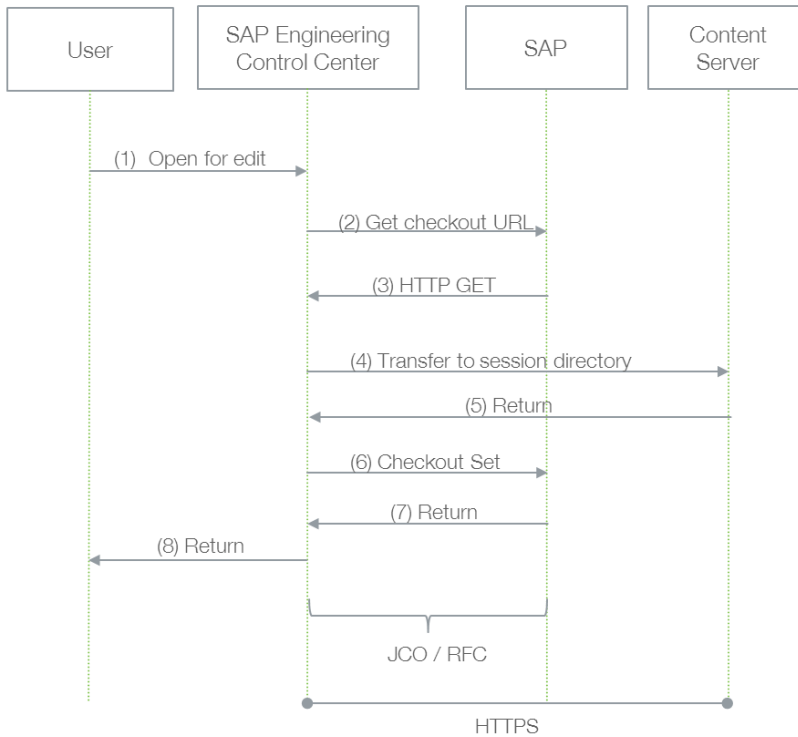 User
SAP Engineering
Control Center
SAP
Content
Server
(1) Open for edit
(2) Get checkout URL
(3) HTTP GET
(4) Transfer to session directory
(5) Return
(6) Checkout Set
(7) Return
(8) Return
JCO / RFC
HTTPS